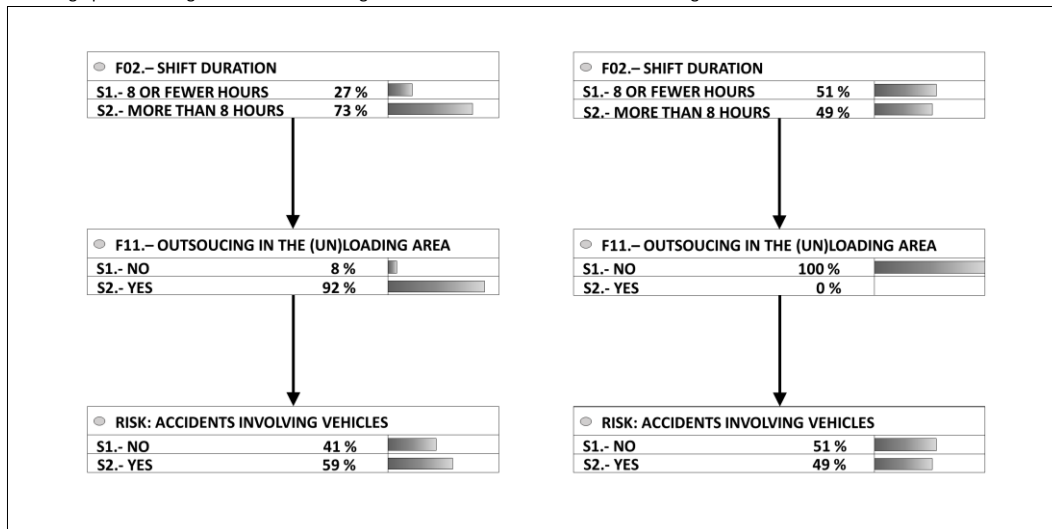 F02.– SHIFT DURATION
S1.- 8 OR FEWER HOURS 27 %
S2.- MORE THAN 8 HOURS 73 %
F11.– OUTSOUCING IN THE (UN)LOADING AREA
S1.- NO 8 %
S2.- YES 92 %
RISK: ACCIDENTS INVOLVING VEHICLES
S1.- NO 41 %
S2.- YES 59 %
F02.– SHIFT DURATION
S1.- 8 OR FEWER HOURS 51 %
S2.- MORE THAN 8 HOURS 49 %
F11.– OUTSOUCING IN THE (UN)LOADING AREA
S1.- NO 100 %
S2.- YES 0 %
RISK: ACCIDENTS INVOLVING VEHICLES
S1.- NO 51 %
S2.- YES 49 %